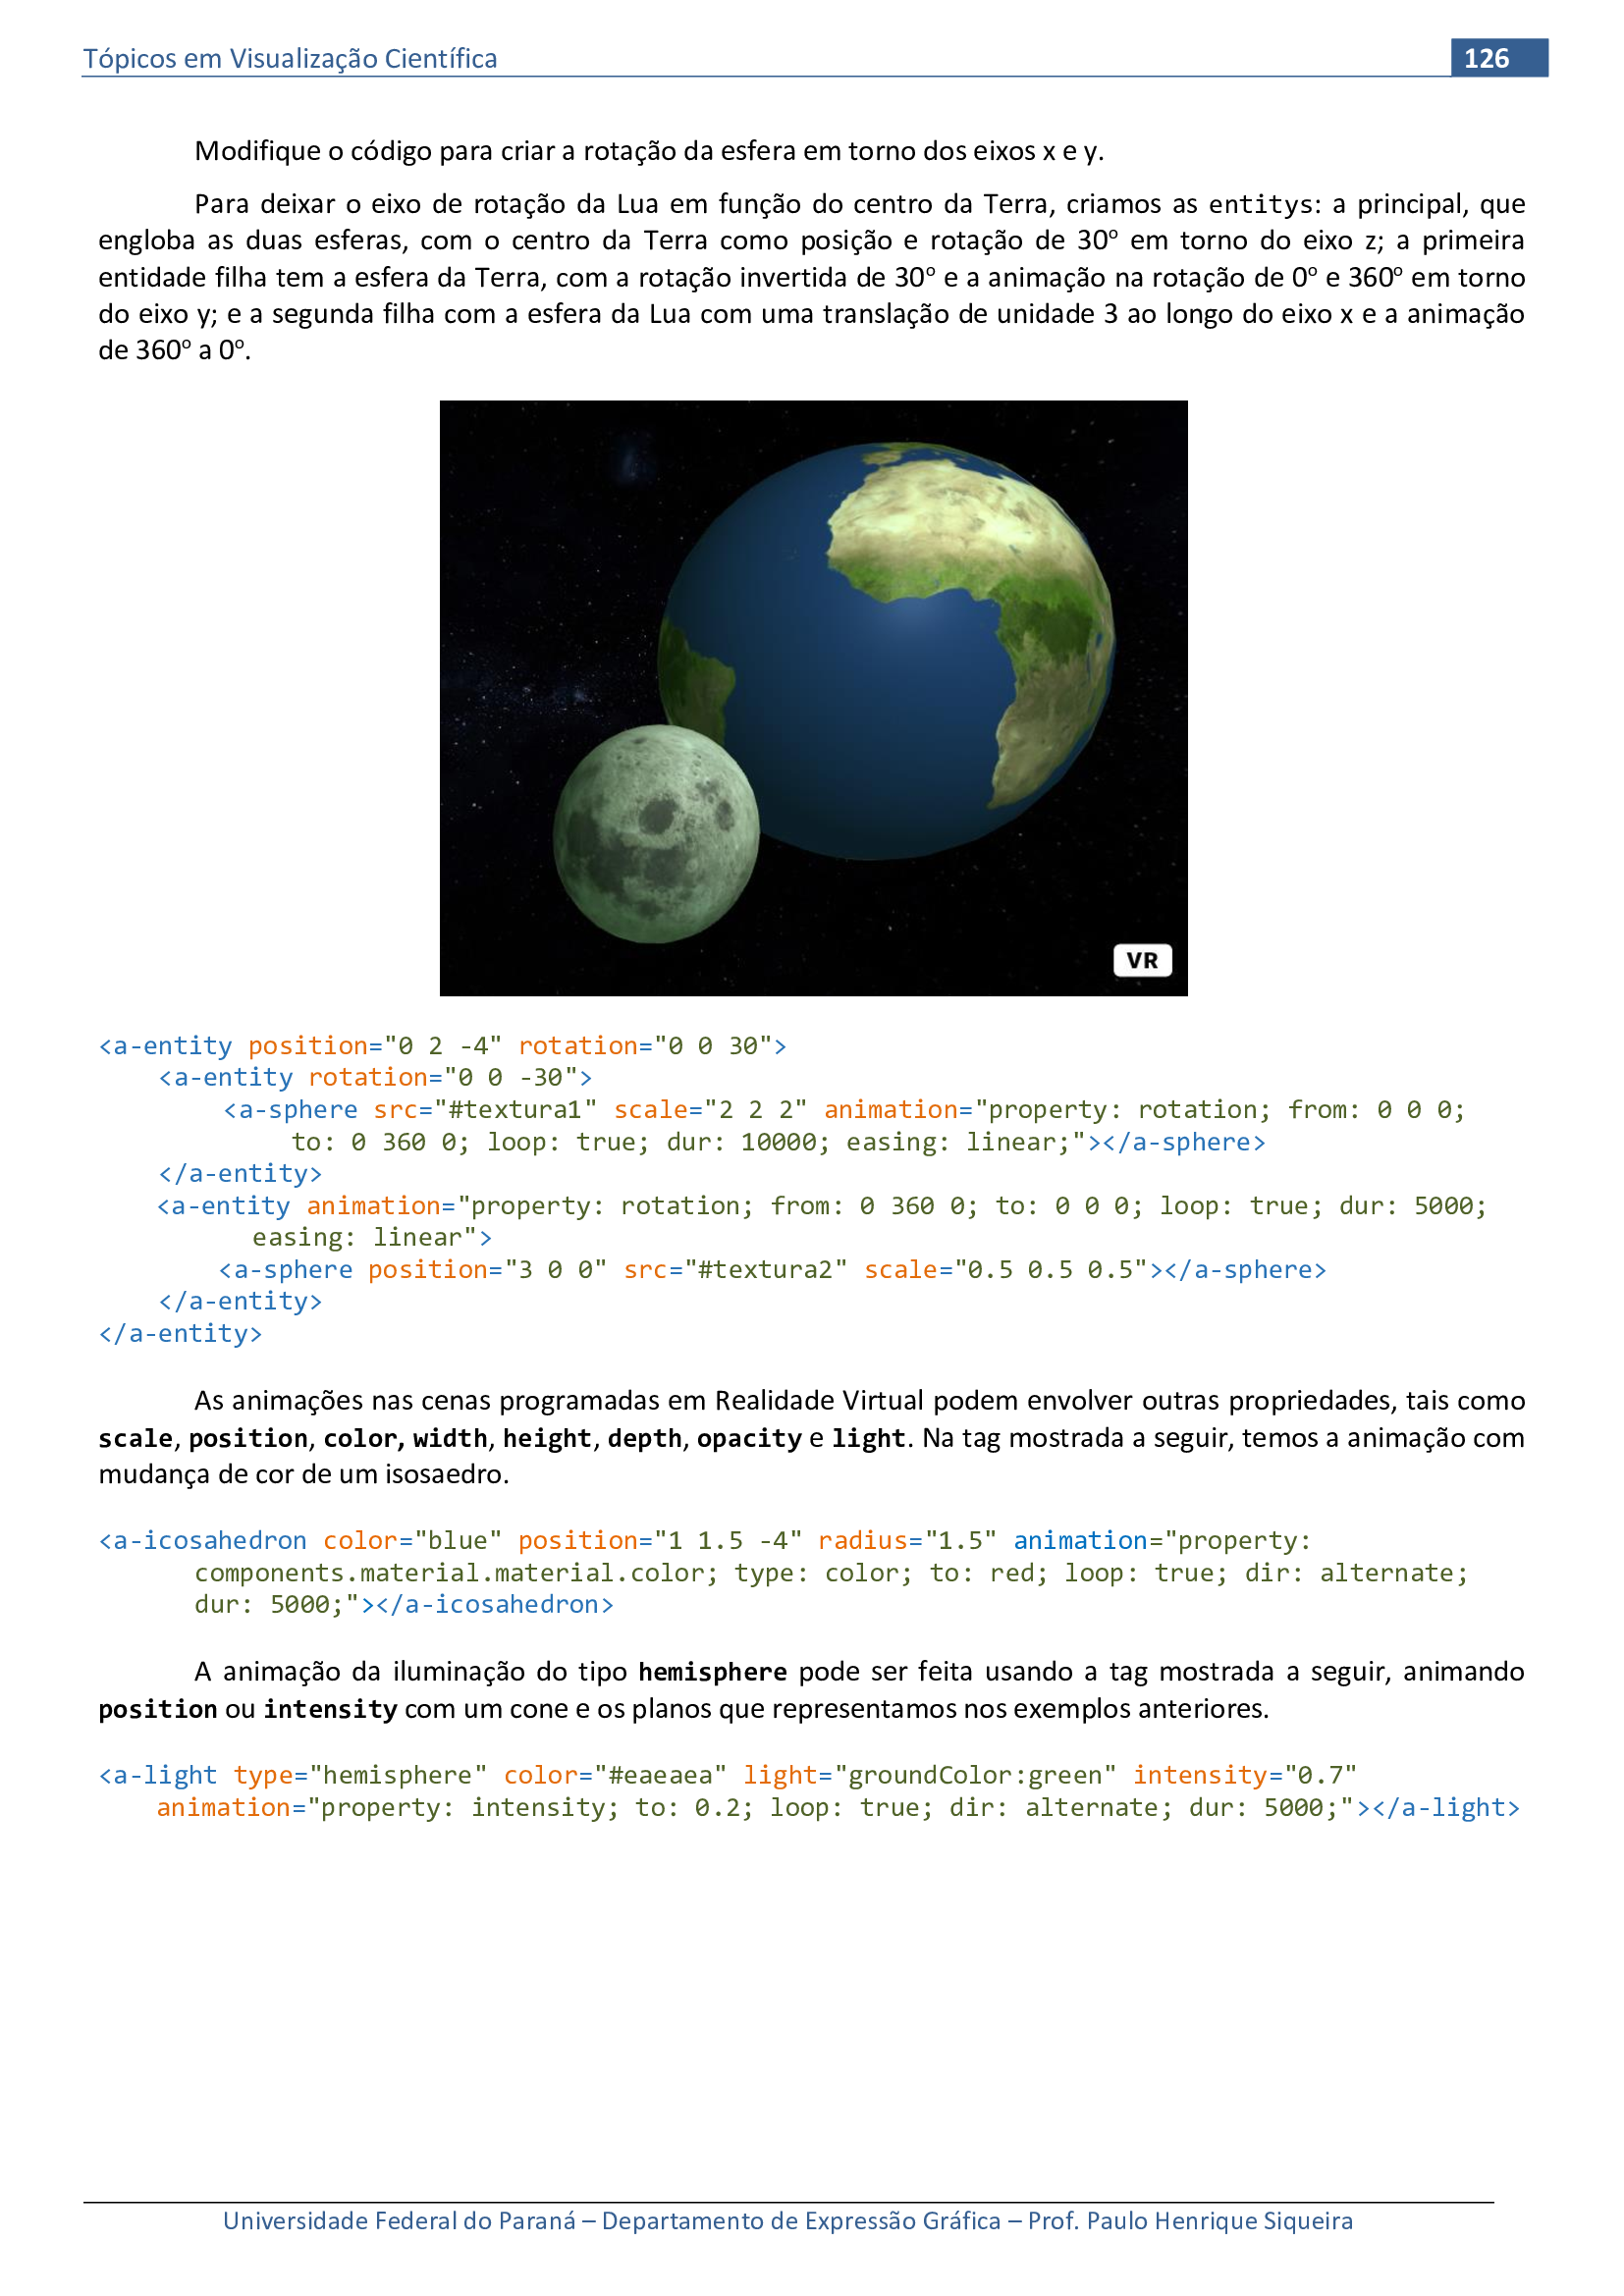 Tópicos em Visualização Científica 126
Modifique o código para criar a rotação da esfera em torno dos eixos x e y.
Para deixar o eixo de rotação da Lua em função do centro da Terra, criamos as entitys: a principal, que
engloba as duas esferas, com o centro da Terra como posição e rotação de 30º em torno do eixo z; a primeira
entidade filha tem a esfera da Terra, com a rotação invertida de 30º e a animação na rotação de 0º e 360º em torno
do eixo y; e a segunda filha com a esfera da Lua com uma translação de unidade 3 ao longo do eixo x e a animação
de 360º a 0º.
VR
<a-entity position="0 2 -4" rotation="0 0 30">
<a-entity rotation="0 0 -30">
<a-sphere src="#textura1" scale="2 2 2" animation="property: rotation; from: 0 0 0;
to: 0 360 0; loop: true; dur: 10000; easing: linear;"></a-sphere>
</a-entity>
<a-entity animation="property: rotation; from: 0 360 0; to: 0 0 0; loop: true; dur: 5000;
easing: linear">
<a-sphere position="3 0 0" src="#textura2" scale="0.5 0.5 0.5"></a-sphere>
</a-entity>
</a-entity>
As animações nas cenas programadas em Realidade Virtual podem envolver outras propriedades, tais como
scale, position, color, width, height, depth, opacity e light. Na tag mostrada a seguir, temos a animação com
mudança de cor de um isosaedro.
<a-icosahedron color="blue" position="1 1.5 -4" radius="1.5" animation="property:
components.material.material.color; type: color; to: red; loop: true; dir: alternate;
dur: 5000;"></a-icosahedron>
A animação da iluminação do tipo hemisphere pode ser feita usando a tag mostrada a seguir, animando
position ou intensity com um cone e os planos que representamos nos exemplos anteriores.
<a-light type="hemisphere" color="#eaeaea" light="groundColor:green" intensity="0.7"
animation="property: intensity; to: 0.2; loop: true; dir: alternate; dur: 5000;"></a-light>
Universidade Federal do Paraná – Departamento de Expressão Gráfica – Prof. Paulo Henrique Siqueira